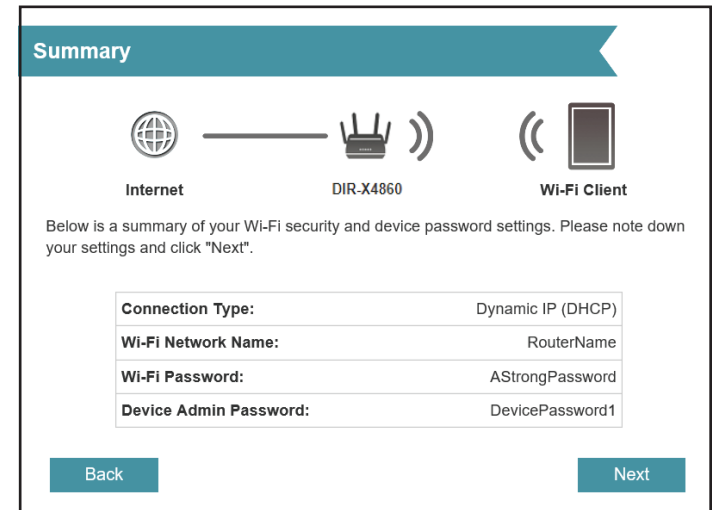 Summary
Internet DIR-X4860 Wi-Fi Client
Below is a summary of your Wi-Fi security and device password settings. Please note down
your settings and click "Next".
Connection Type: Dynamic IP (DHCP)
Wi-Fi Network Name: RouterName
Wi-Fi Password: AStrongPassword
Device Admin Password: DevicePassword1
Back Next